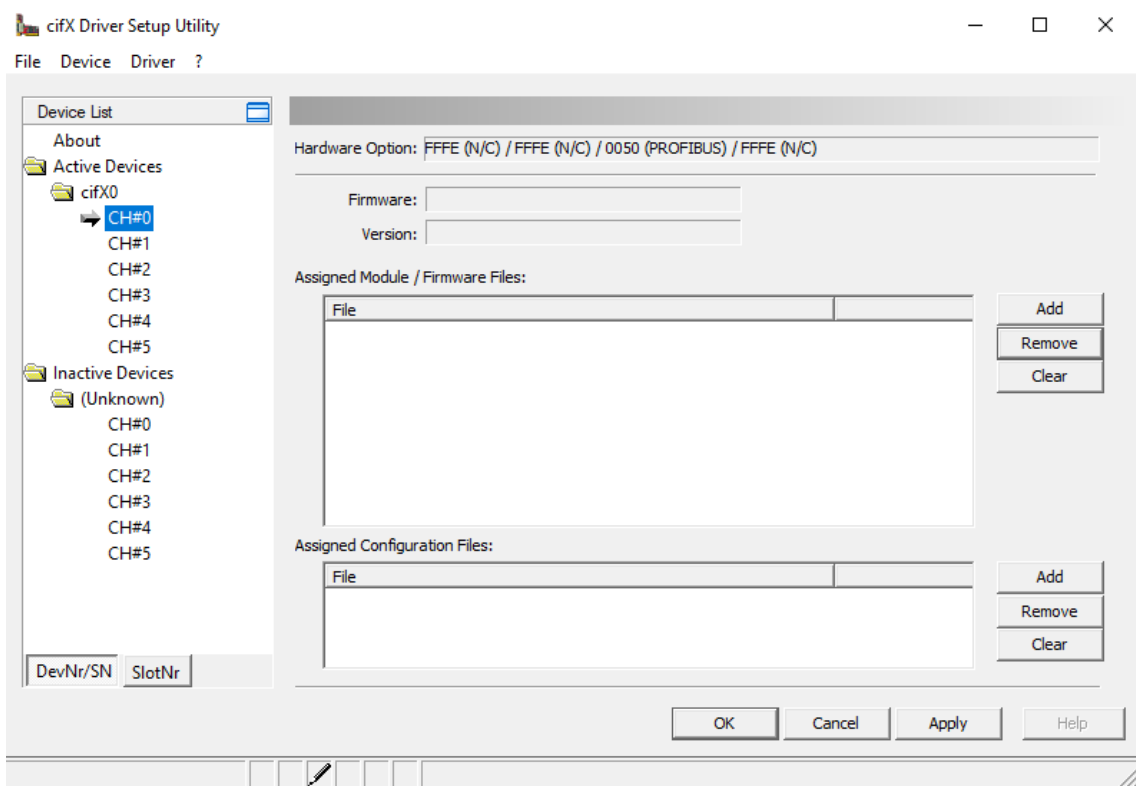 cifX Driver Setup Utility
File Device Driver ?
Device List
About
Active Devices
cifX0
CH#0
CH#1
CH#2
CH#3
CH#4
CH#5
Inactive Devices
(Unknown)
CH#0
CH#1
CH#2
CH#3
CH#4
CH#5
DevNr/SN SlotNr
Hardware Option: FFFE (N/C) / FFFE (N/C) / 0050 (PROFIBUS) / FFFE (N/C)
Firmware:
Version:
Assigned Module / Firmware Files:
File
Add
Remove
Clear
Assigned Configuration Files:
File
Add
Remove
Clear
OK Cancel Apply Help